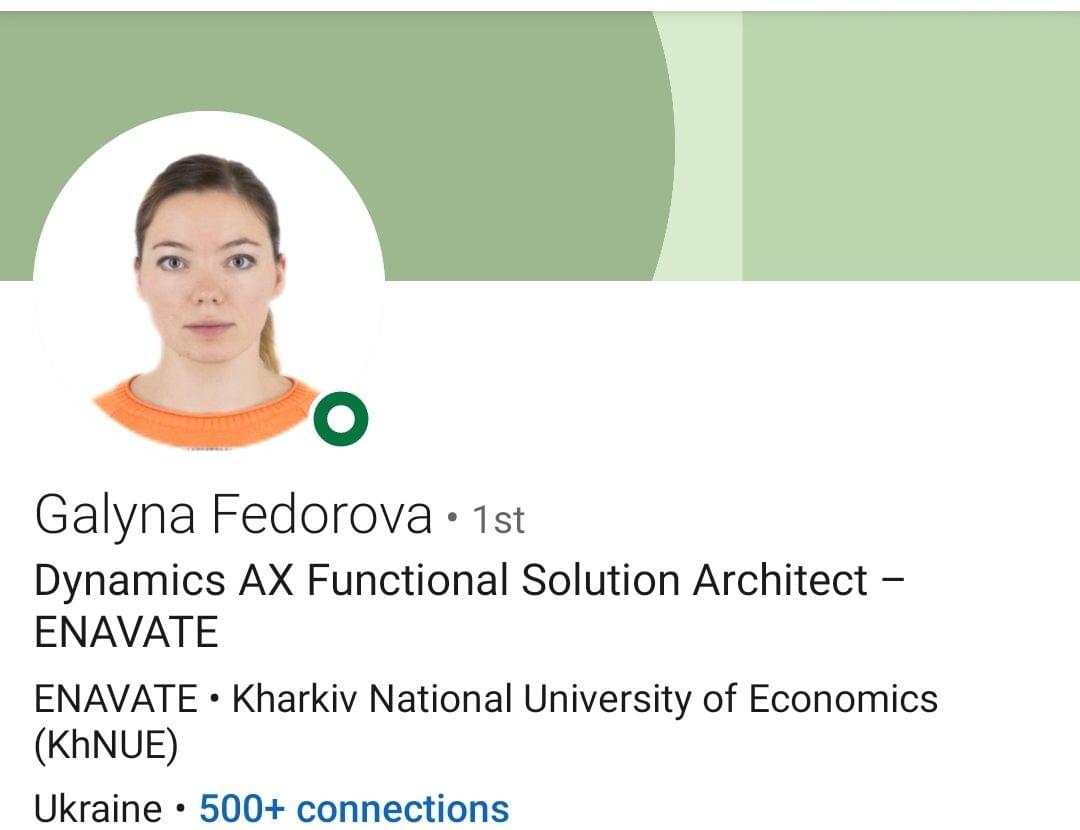 Galyna Fedorova • 1st
Dynamics AX Functional Solution Architect –
ENAVATE
ENAVATE • Kharkiv National University of Economics
(KhNUE)
Ukraine • 500+ connections